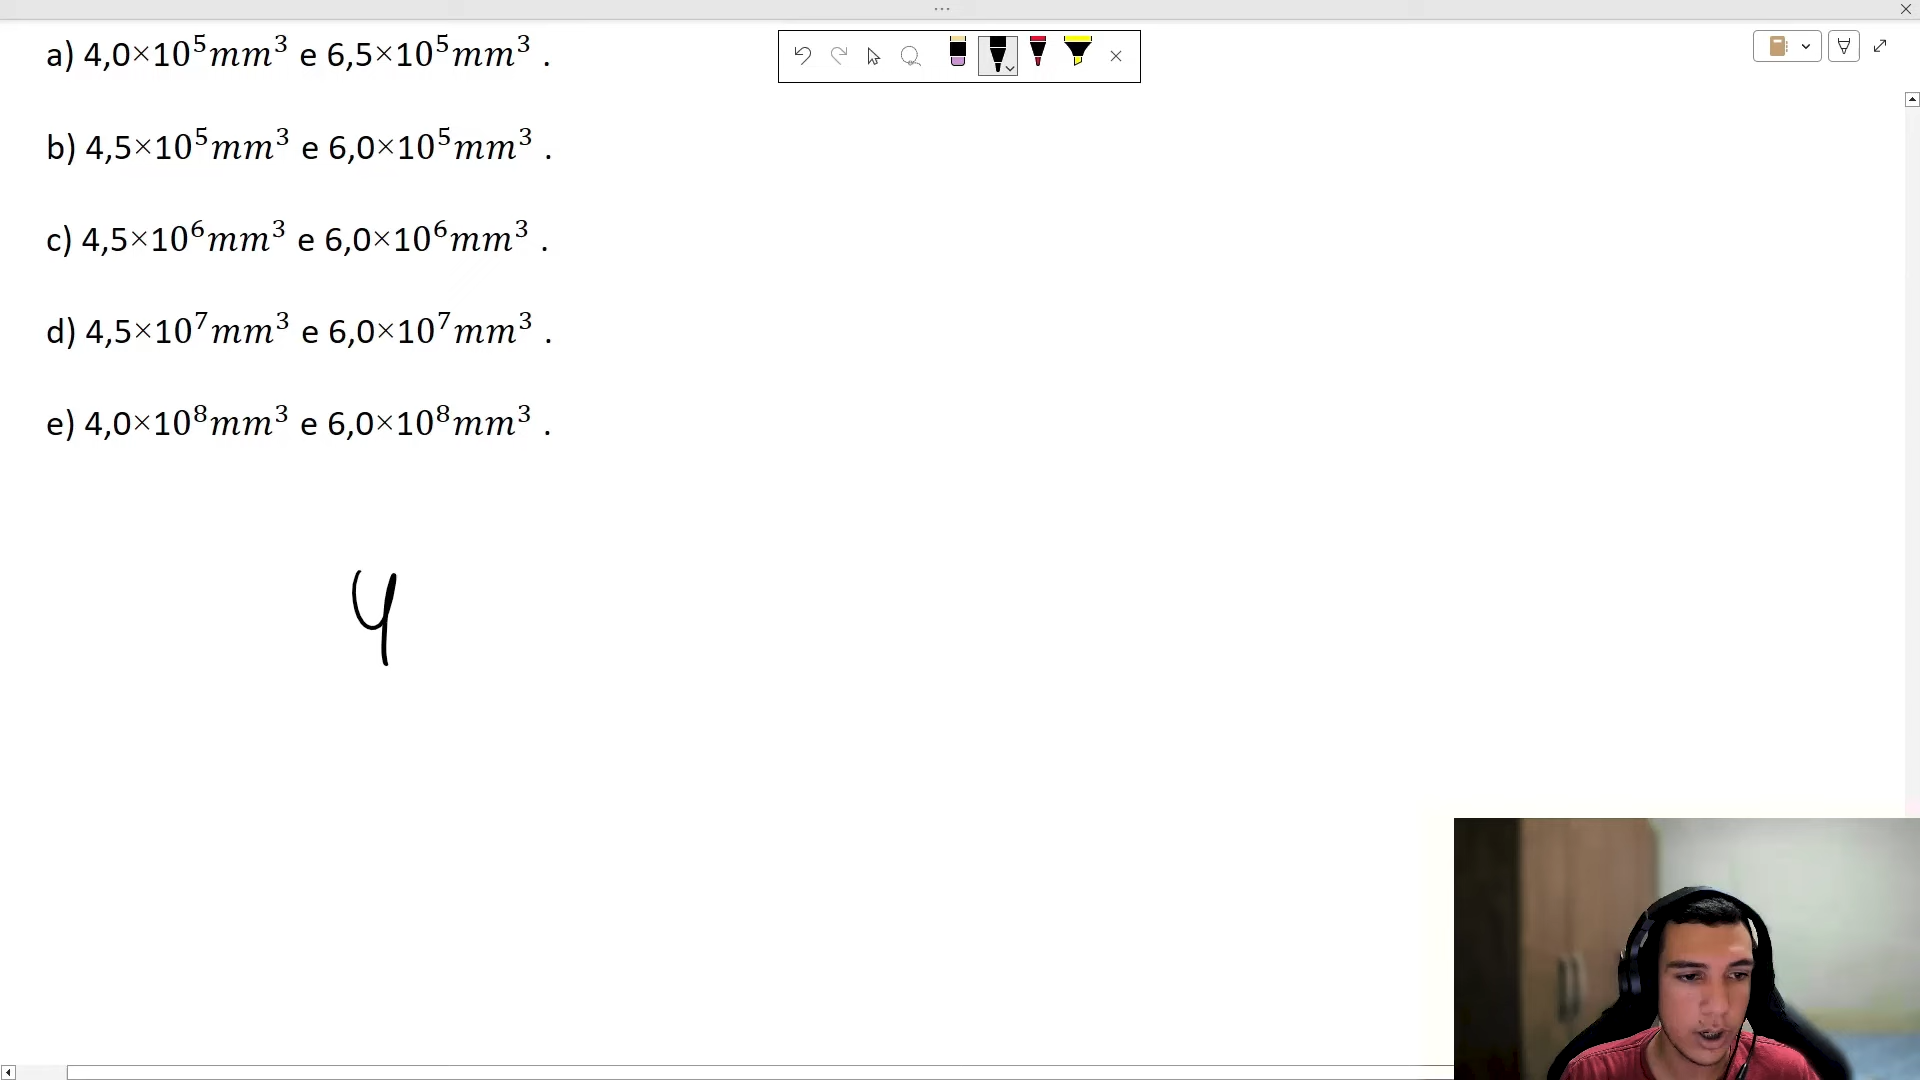 a) 4,0×10⁵mm³ e 6,5×10⁵mm³ .
b) 4,5×10⁵mm³ e 6,0×10⁵mm³ .
c) 4,5×10⁶mm³ e 6,0×10⁶mm³ .
d) 4,5×10⁷mm³ e 6,0×10⁷mm³ .
e) 4,0×10⁸mm³ e 6,0×10⁸mm³ .
4